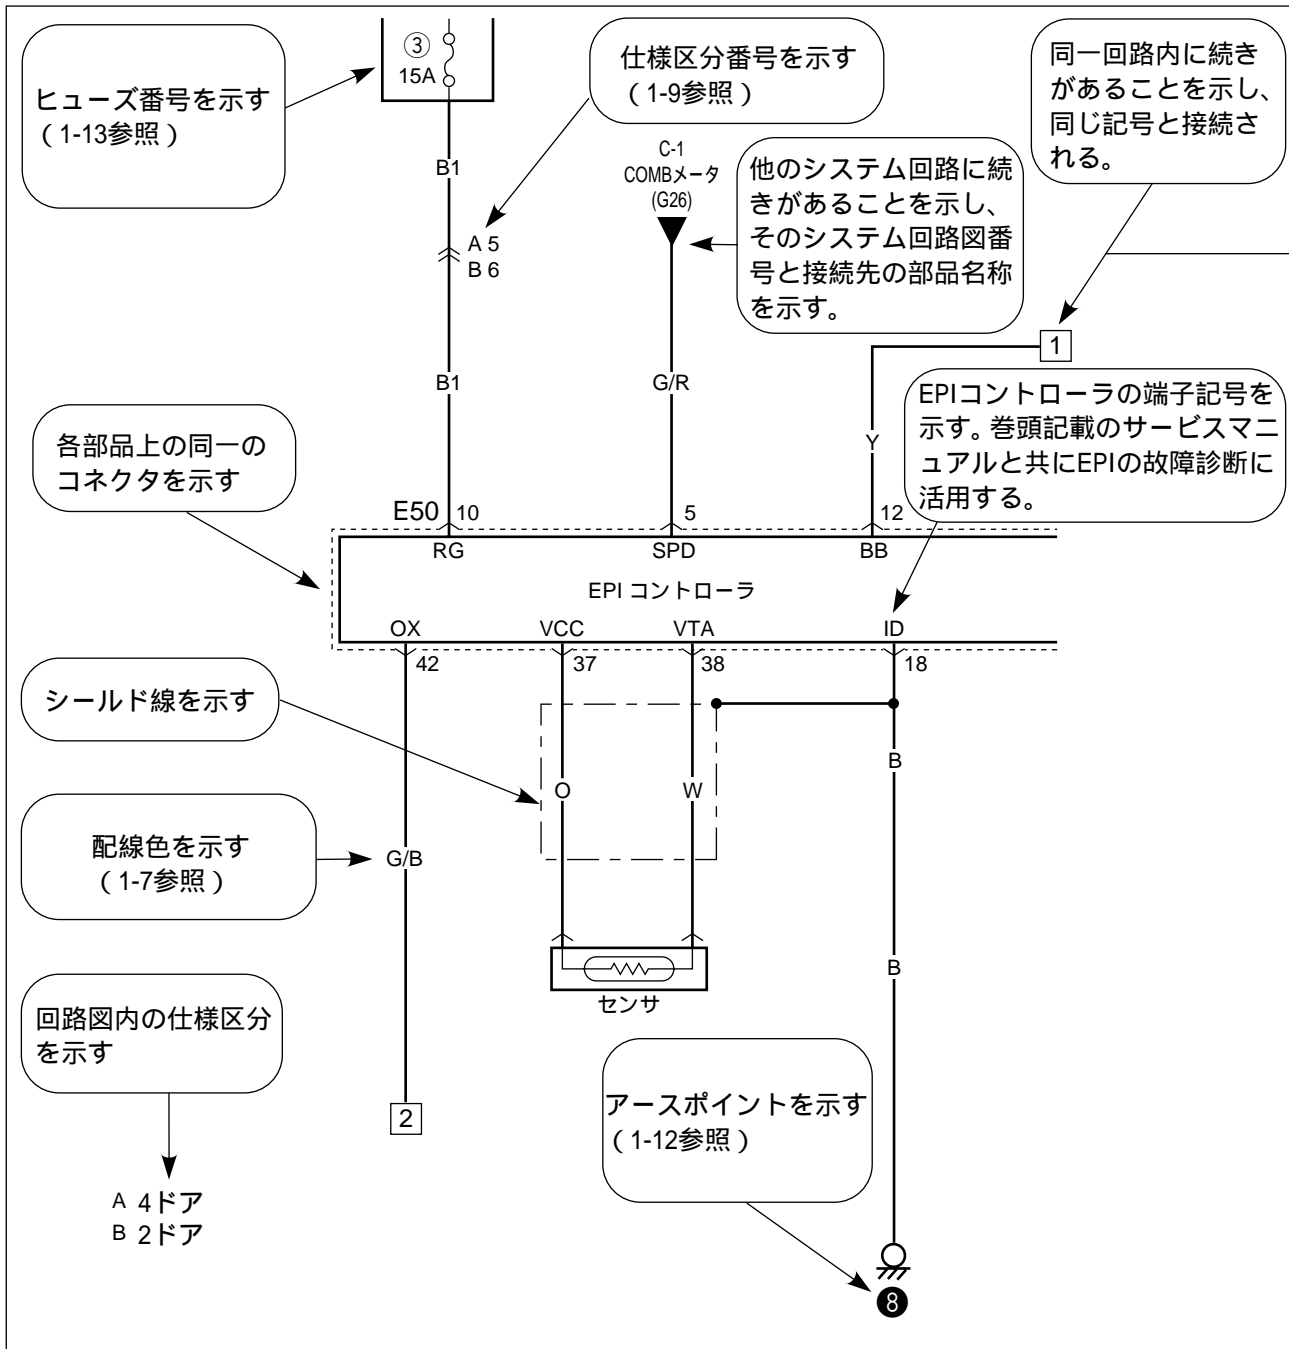 ③
15A
ヒューズ番号を示す
(1-13参照)
仕様区分番号を示す
(1-9参照)
同一回路内に続き
があることを示し、
同じ記号と接続さ
れる。
C-1
COMBメータ
(G26)
他のシステム回路に続
きがあることを示し、
そのシステム回路図番
号と接続先の部品名称
を示す。
B1
A 5
B 6
1
B1
G/R
Y
EPIコントローラの端子記号を
示す。巻頭記載のサービスマニ
ュアルと共にEPIの故障診断に
活用する。
各部品上の同一の
コネクタを示す
E50 10 5 12
RG SPD BB
EPI コントローラ
OX VCC VTA ID
42 37 38 18
シールド線を示す
O W B
配線色を示す
(1-7参照)
G/B
B
センサ
回路図内の仕様区分
を示す
2
アースポイントを示す
(1-12参照)
A 4ドア
B 2ドア
8